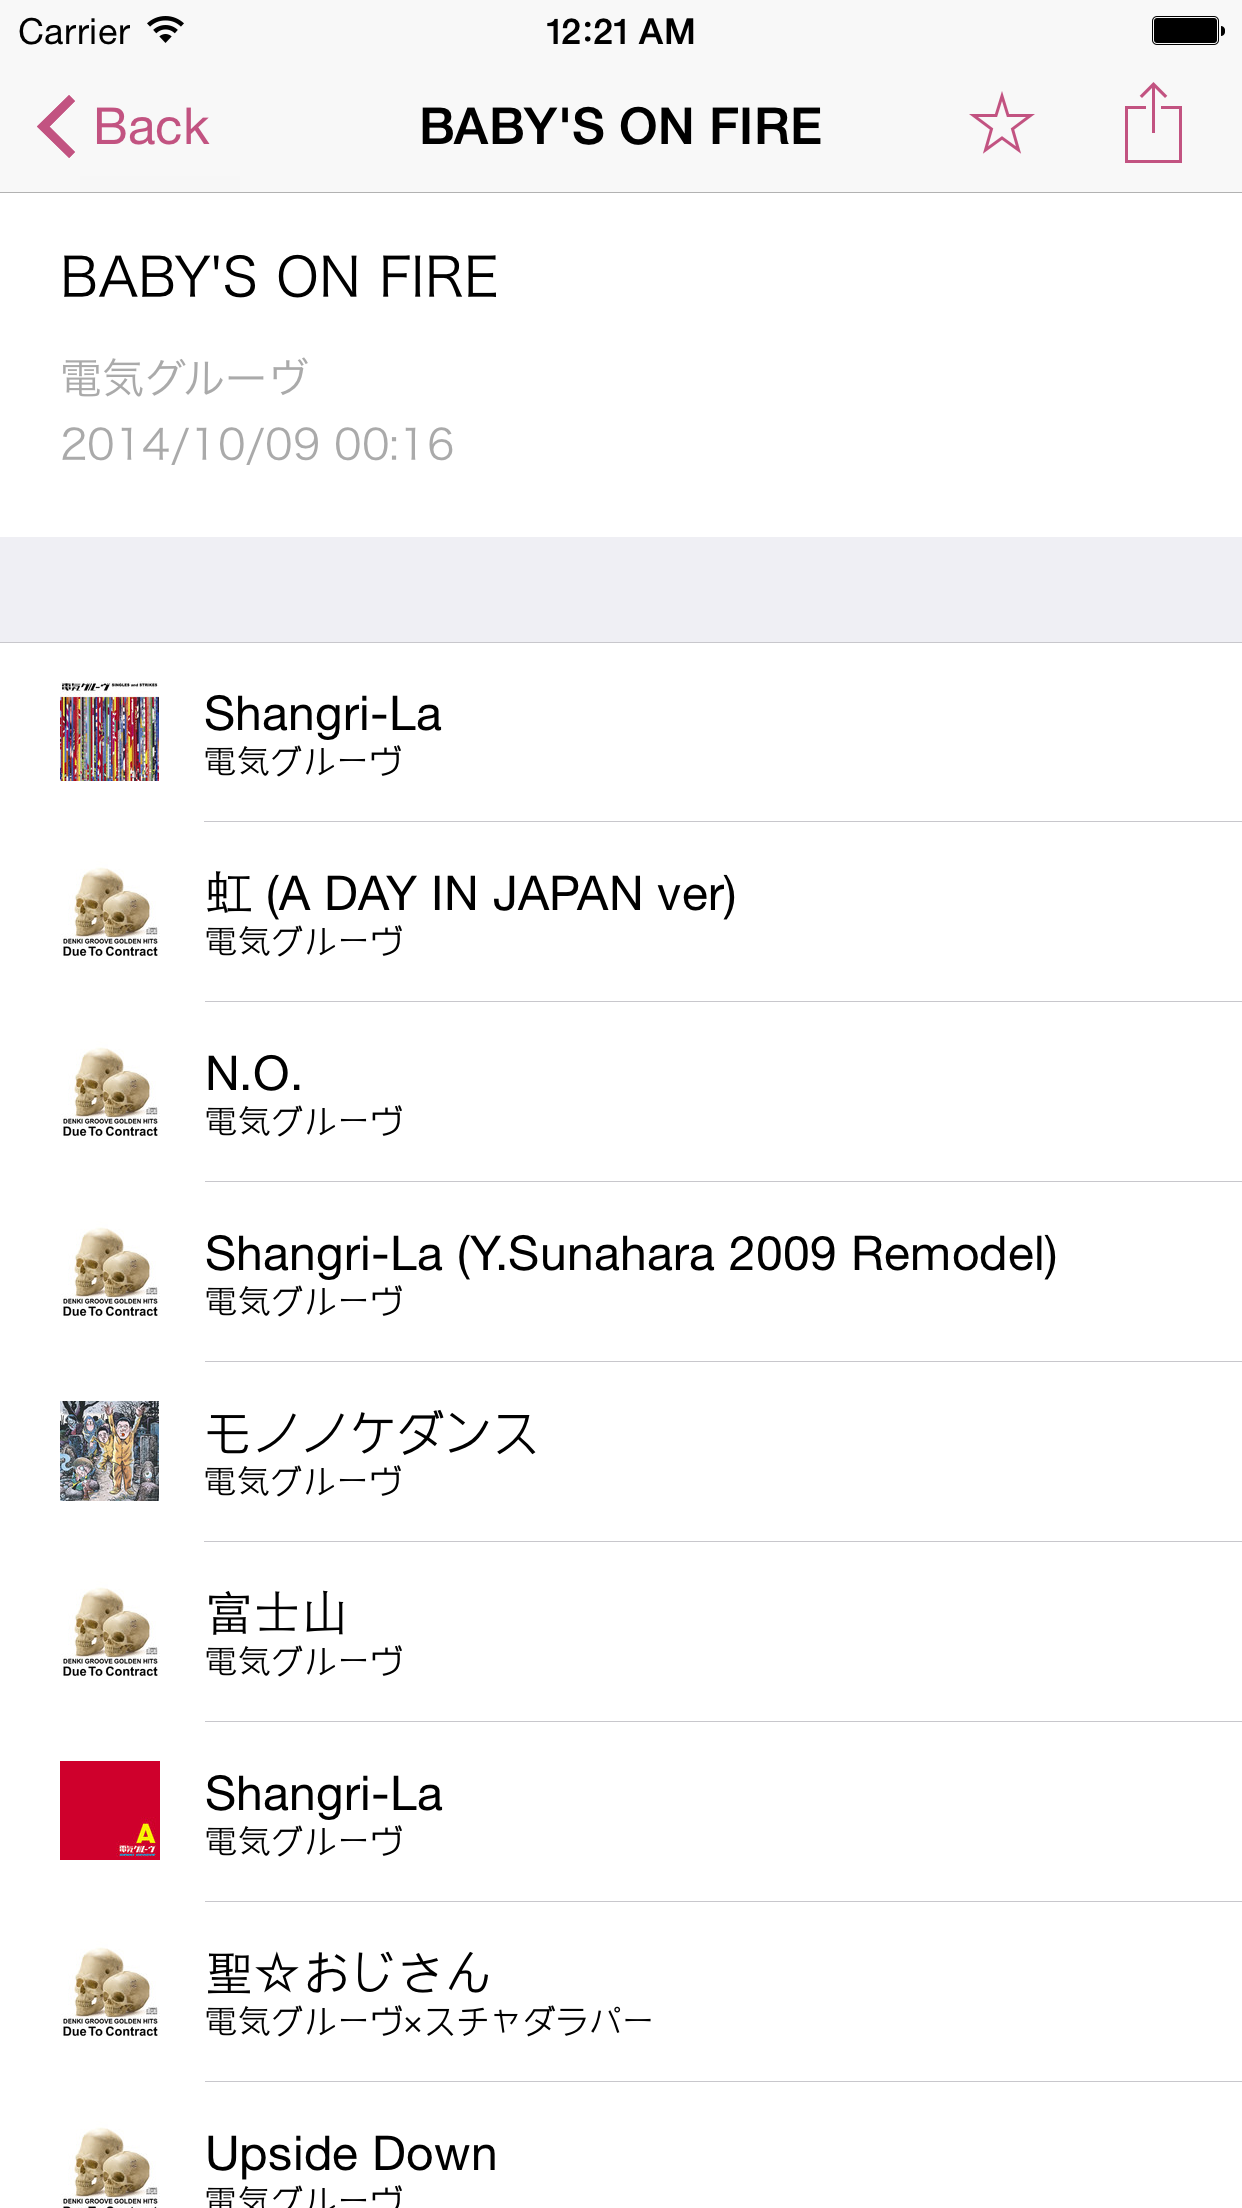 Carrier 12:21 AM
Back BABY'S ON FIRE
BABY'S ON FIRE
電気グルーヴ
2014/10/09 00:16
電気グルーヴ SINGLES and STRIKES
Shangri-La
電気グルーヴ
虹 (A DAY IN JAPAN ver)
電気グルーヴ
DENKI GROOVE GOLDEN HITS
Due To Contract
N.O.
電気グルーヴ
DENKI GROOVE GOLDEN HITS
Due To Contract
Shangri-La (Y.Sunahara 2009 Remodel)
電気グルーヴ
DENKI GROOVE GOLDEN HITS
Due To Contract
モノノケダンス
電気グルーヴ
富士山
電気グルーヴ
DENKI GROOVE GOLDEN HITS
Due To Contract
Shangri-La
電気グルーヴ
A
電気グルーヴ
聖☆おじさん
電気グルーヴ×スチャダラパー
DENKI GROOVE GOLDEN HITS
Due To Contract
Upside Down
電気グルーヴ
DENKI GROOVE GOLDEN HITS